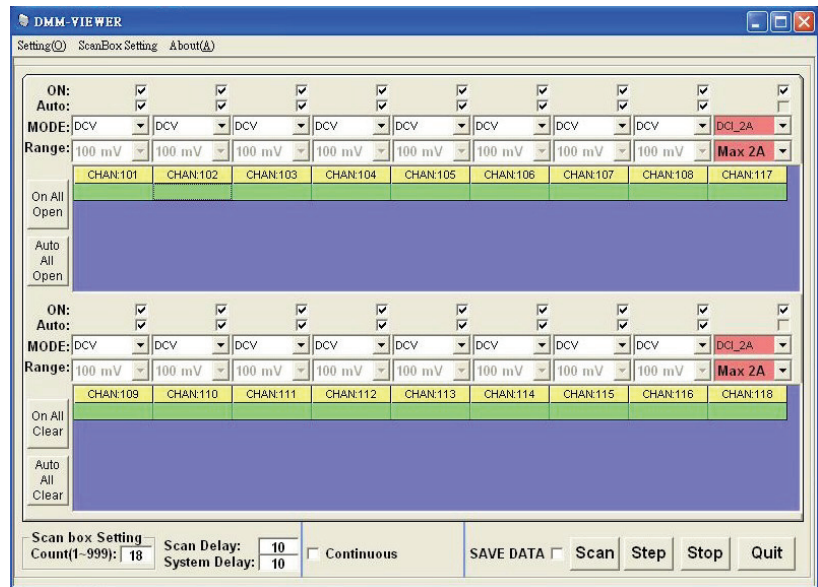 DMM-VIEWER
Setting(O) ScanBox Setting About(A)
ON:
Auto:
MODE: DCV DCV DCV DCV DCV DCV DCV DCV DCI_2A
Range: 100 mV 100 mV 100 mV 100 mV 100 mV 100 mV 100 mV 100 mV Max 2A
CHAN:101 CHAN:102 CHAN:103 CHAN:104 CHAN:105 CHAN:106 CHAN:107 CHAN:108 CHAN:117
On All
Open
Auto
All
Open
ON:
Auto:
MODE: DCV DCV DCV DCV DCV DCV DCV DCV DCI_2A
Range: 100 mV 100 mV 100 mV 100 mV 100 mV 100 mV 100 mV 100 mV Max 2A
CHAN:109 CHAN:110 CHAN:111 CHAN:112 CHAN:113 CHAN:114 CHAN:115 CHAN:116 CHAN:118
On All
Clear
Auto
All
Clear
Scan box Setting
Count(1~999): 18
Scan Delay: 10
System Delay: 10
Continuous
SAVE DATA Scan Step Stop Quit